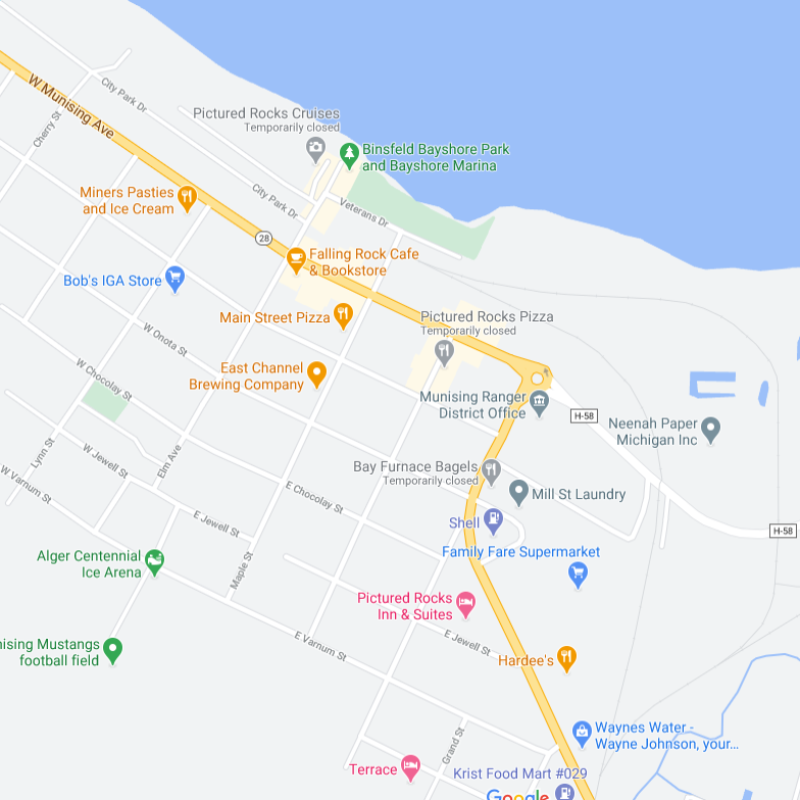 W Munising Ave
City Park Dr
Cherry St
Pictured Rocks Cruises
Temporarily closed
Binsfeld Bayshore Park
and Bayshore Marina
Miners Pasties
and Ice Cream
City Park Dr
Veterans Dr
28
Falling Rock Cafe
& Bookstore
Bob's IGA Store
Main Street Pizza
Pictured Rocks Pizza
Temporarily closed
W Onota St
East Channel
Brewing Company
W Chocolay St
Munising Ranger
District Office
H-58
Neenah Paper
Michigan Inc
Lynn St
Elm Ave
W Jewell St
Bay Furnace Bagels
Temporarily closed
W Varnum St
E Chocolay St
Mill St Laundry
E Jewell St
Shell
H-58
Family Fare Supermarket
Alger Centennial
Ice Arena
Maple St
Pictured Rocks
Inn & Suites
nising Mustangs
football field
E Varnum St
E Jewell St
Hardee's
Grand St
Waynes Water -
Wayne Johnson, your...
Terrace
Krist Food Mart #029
Google